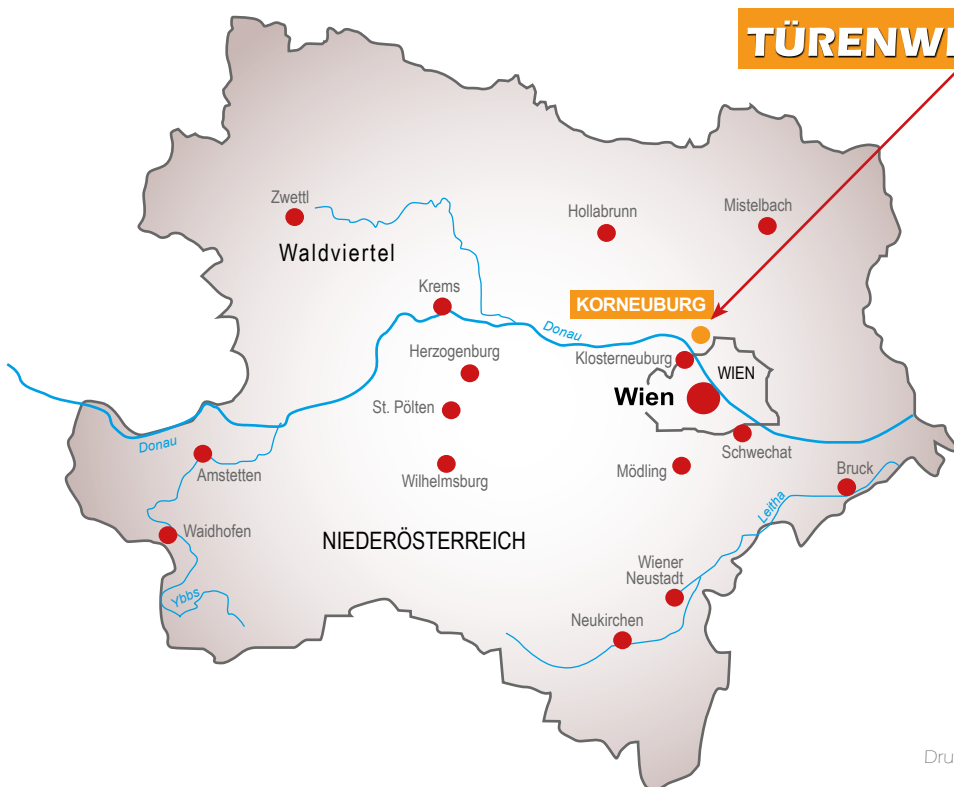 TÜRENW
Zwettl
Hollabrunn
Mistelbach
Waldviertel
Krems
KORNEUBURG
Donau
Herzogenburg
Klosterneuburg
WIEN
St. Pölten
Wien
Donau
Schwechat
Amstetten
Wilhelmsburg
Mödling
Bruck
Leitha
Waidhofen
NIEDERÖSTERREICH
Wiener
Neustadt
Ybbs
Neukirchen
Dru